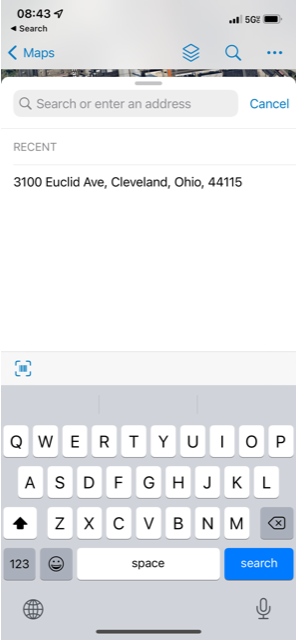 08:43
5G
Search
Maps
Search or enter an address
Cancel
RECENT
3100 Euclid Ave, Cleveland, Ohio, 44115
Q W E R T Y U I O P
A S D F G H J K L
Z X C V B N M
123
space
search